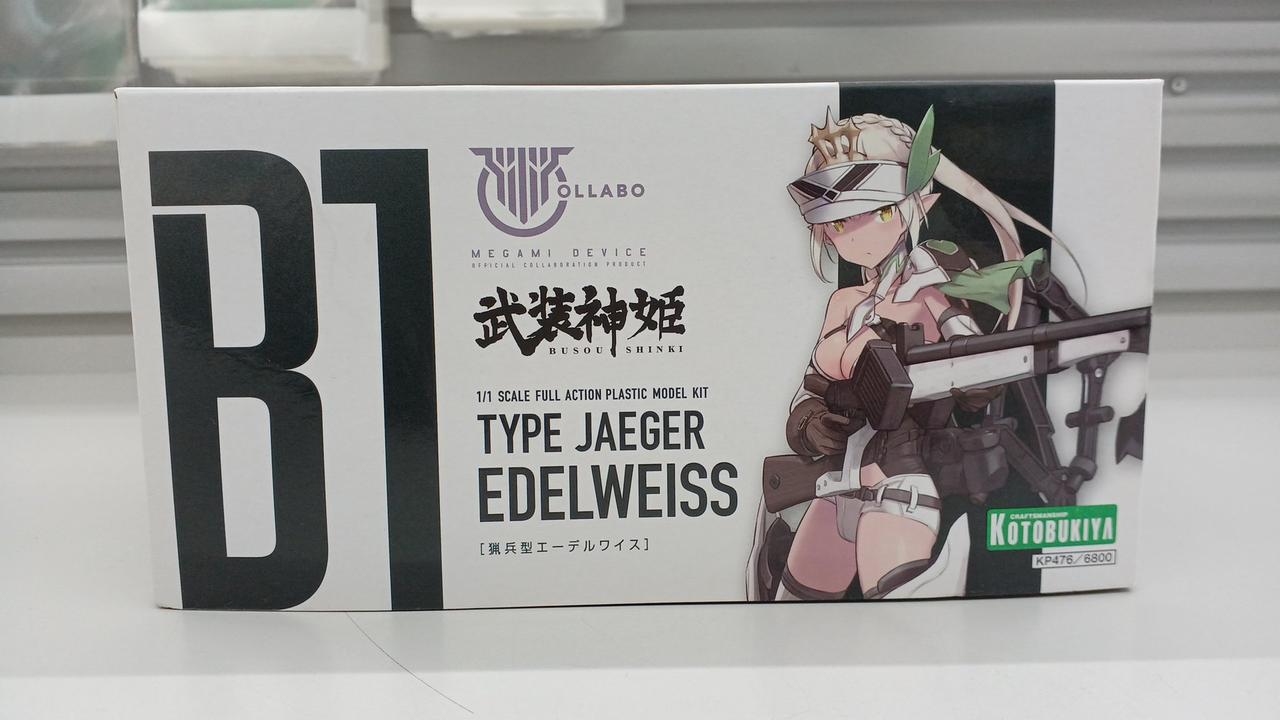 B1
OLLABO
MEGAMI DEVICE
OFFICIAL COLLABORATION PRODUCT
武装神姫
BUSOU SHINKI
1/1 SCALE FULL ACTION PLASTIC MODEL KIT
TYPE JAEGER
EDELWEISS
[猟兵型エーデルワイス]
CRAFTSMANSHIP
KOTOBUKIYA
KP476/6800